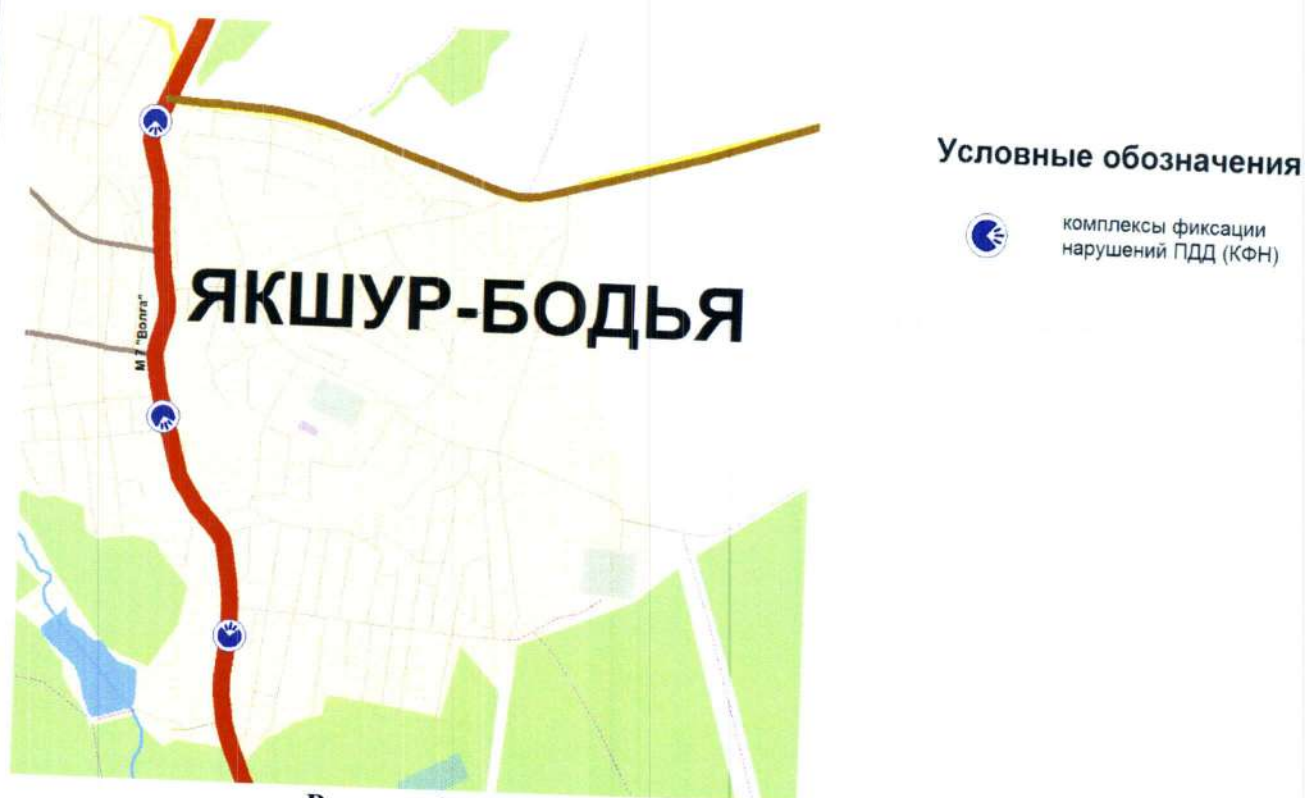 Условные обозначения
комплексы фиксации
нарушений ПДД (КФН)
ЯКШУР-БОДЬЯ
М 7 "Волга"